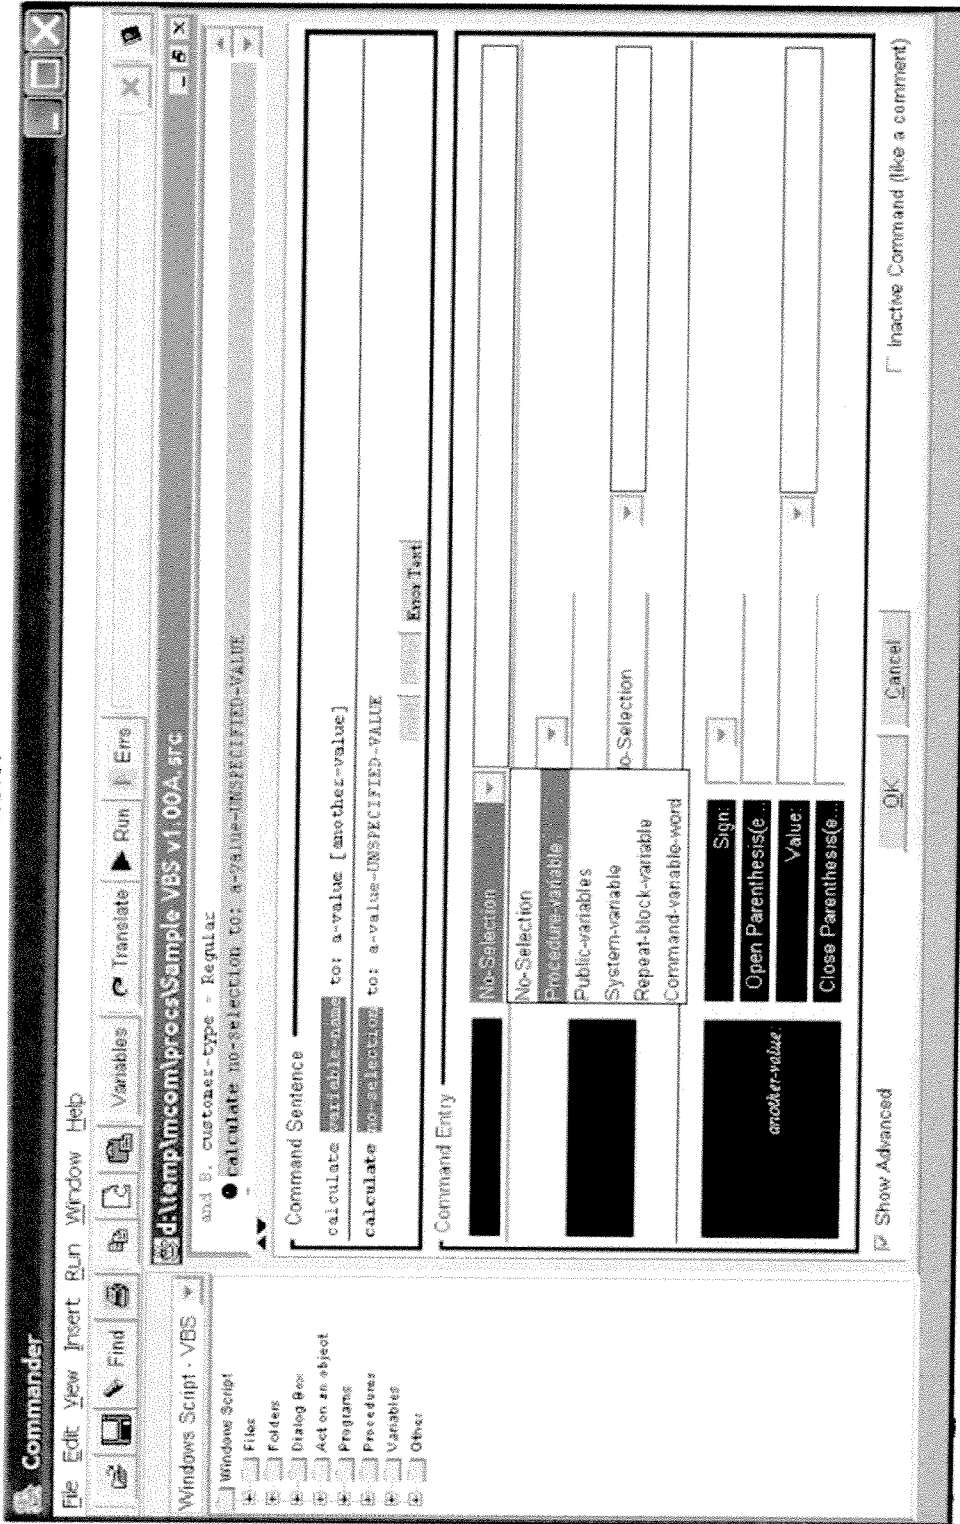 Commander
File Edit View Insert Run Window Help
Find Variables Translate Run Errs
Windows Script - VBS
Windows Script
Files
Folders
Dialog Box
Act on an object
Programs
Procedures
Variables
Other
d:\temp\mcom\procs\Sample VBS v1.00A.src
and B. customer-type = Regular
calculate no-selection to: a-value-UNSPECIFIED-VALUE
Command Sentence
calculate variable-name to: a-value [another-value]
calculate no-selection to: a-value-UNSPECIFIED-VALUE
Error Text
Command Entry
No-Selection
No-Selection
Procedure-variable
Public-variables
System-variable
Repeat-block-variable
Command-variable-word
o-Selection
another-value:
Sign:
Open Parenthesis(e...
Value:
Close Parenthesis(e...
Show Advanced
OK
Cancel
Inactive Command (like a comment)